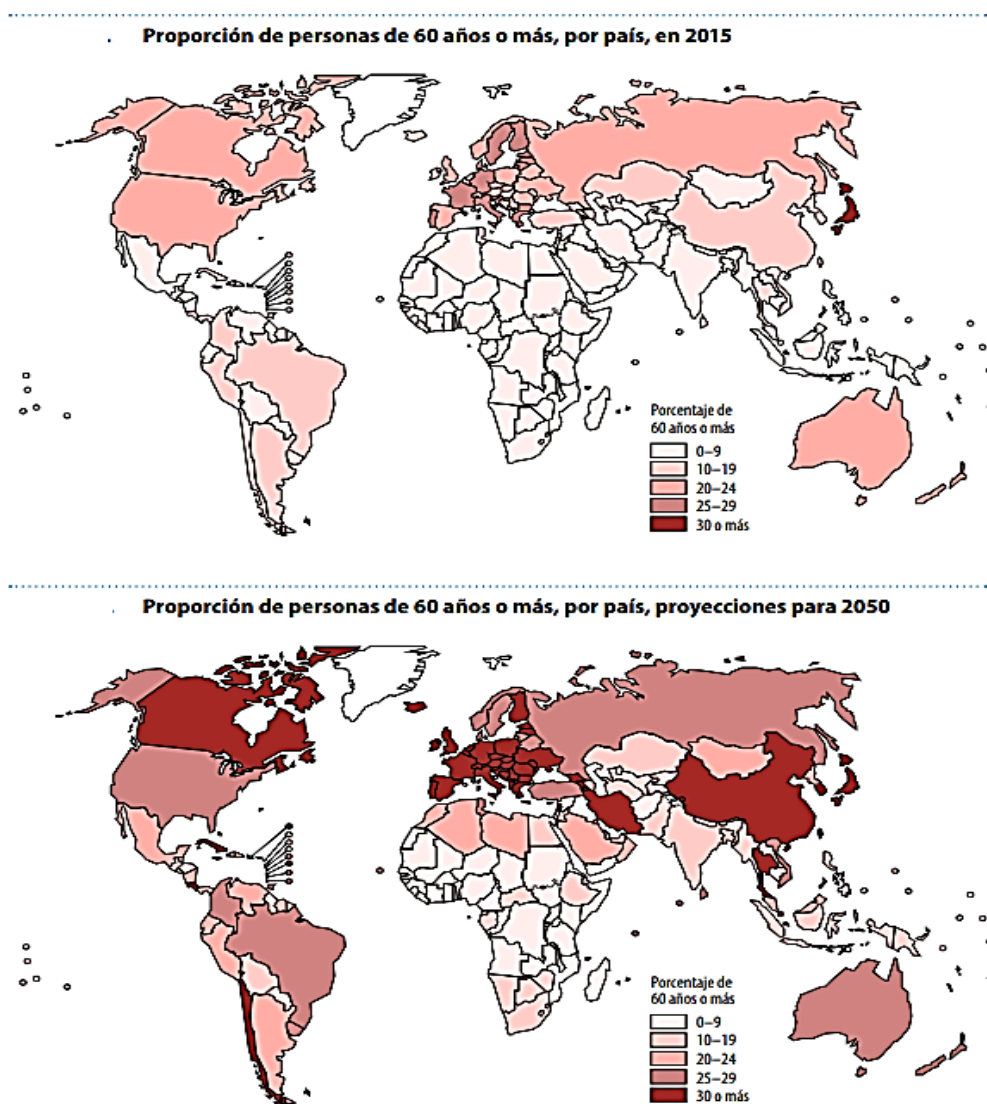 Proporción de personas de 60 años o más, por país, en 2015
Porcentaje de
60 años o más
0–9
10–19
20–24
25–29
30 o más
Proporción de personas de 60 años o más, por país, proyecciones para 2050
Porcentaje de
60 años o más
0–9
10–19
20–24
25–29
30 o más